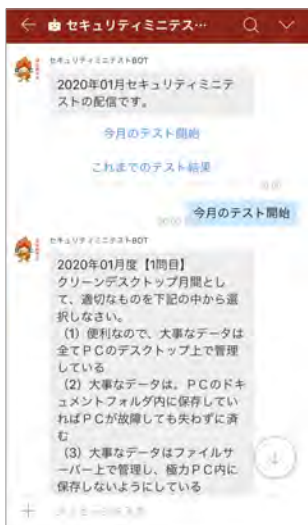 セキュリティミニテス…
セキュリティミニテストBOT
2020年01月セキュリティミニテ
ストの配信です。
今月のテスト開始
これまでのテスト結果
今月のテスト開始
セキュリティミニテストBOT
2020年01月度【1問目】
クリーンデスクトップ月間とし
て、適切なものを下記の中から選
択しなさい。
(1)便利なので、大事なデータは
全てPCのデスクトップ上で管理
している
(2)大事なデータは、PCのドキ
ュメントフォルダ内に保存してい
ればPCが故障しても失わずに済
む
(3)大事なデータはファイルサ
ーバー上で管理し、極力PC内に
保存しないようにしている